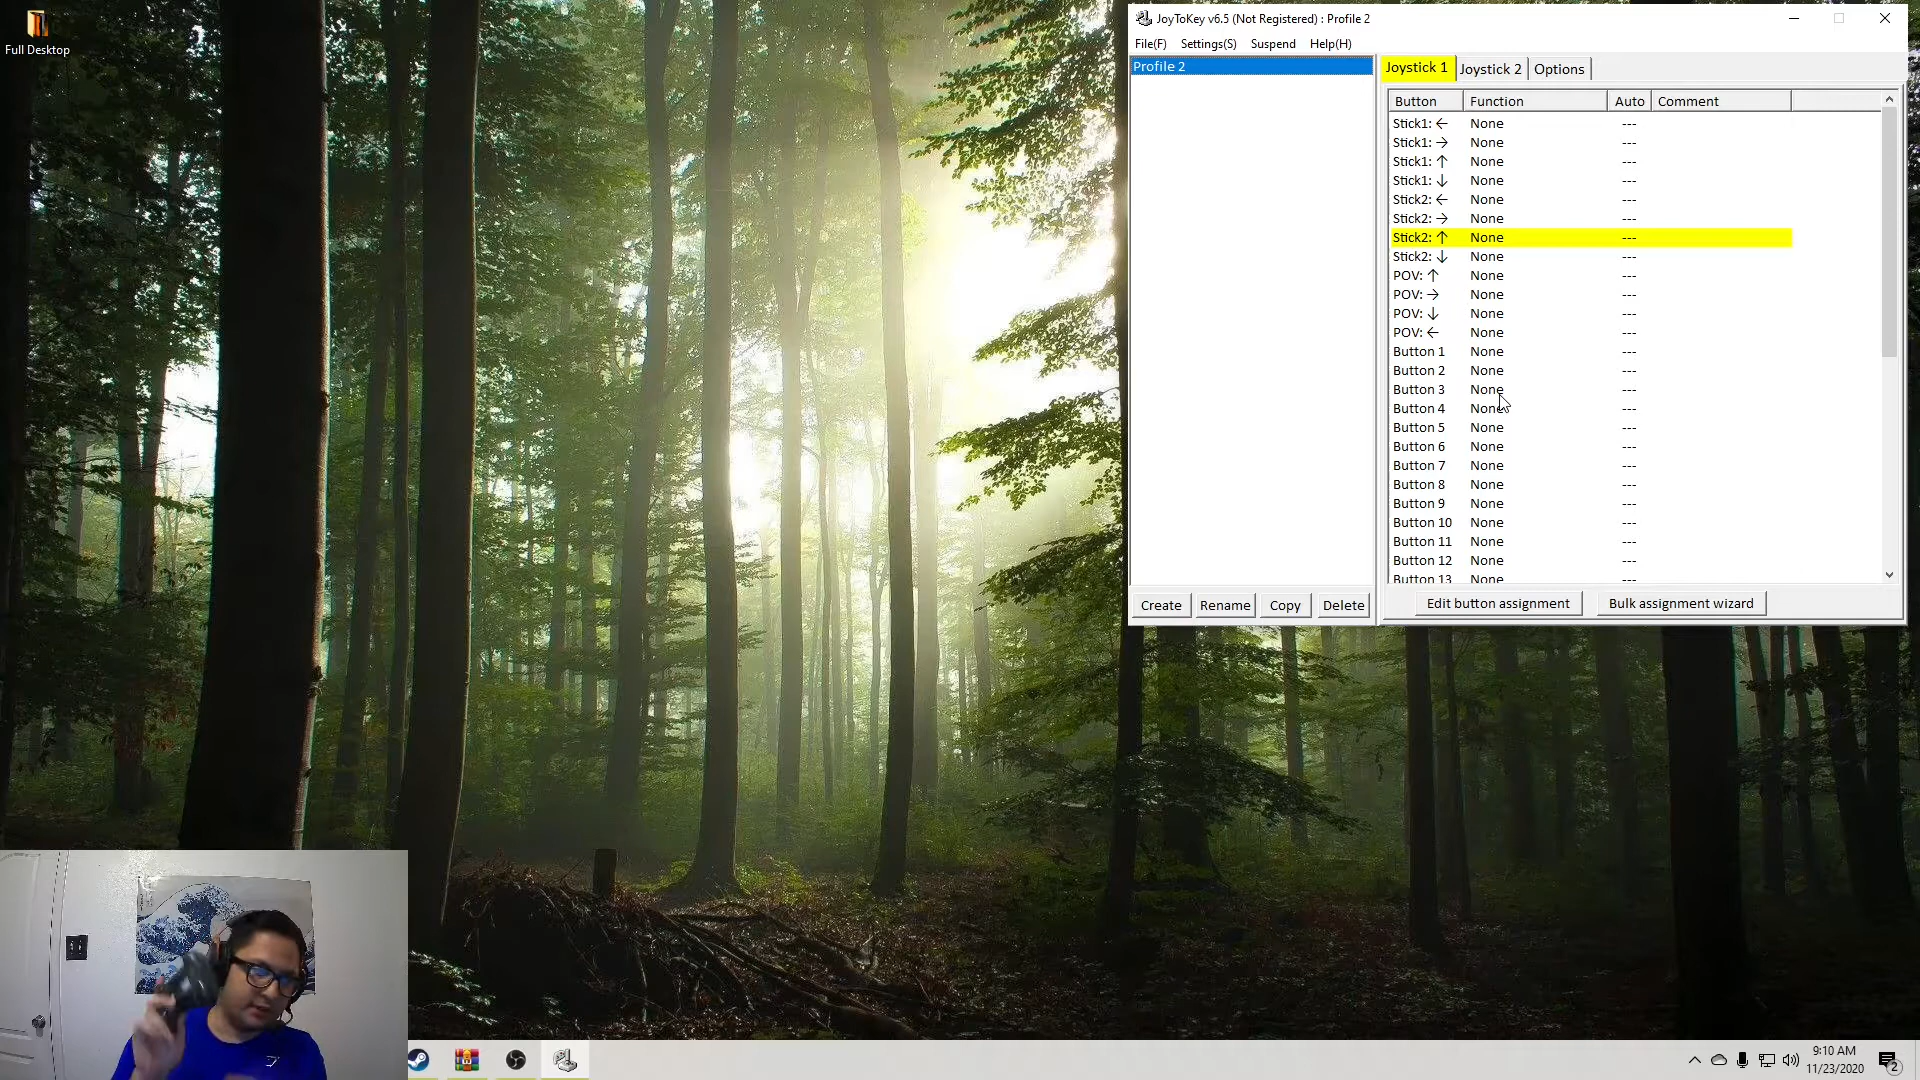 Full Desktop
JoyToKey v6.5 (Not Registered) : Profile 2
File(F) Settings(S) Suspend Help(H)
Profile 2
Joystick 1 Joystick 2 Options
Button Function Auto Comment
Stick1: ← None ---
Stick1: → None ---
Stick1: ↑ None ---
Stick1: ↓ None ---
Stick2: ← None ---
Stick2: → None ---
Stick2: ↑ None ---
Stick2: ↓ None ---
POV: ↑ None ---
POV: → None ---
POV: ↓ None ---
POV: ← None ---
Button 1 None ---
Button 2 None ---
Button 3 None ---
Button 4 None ---
Button 5 None ---
Button 6 None ---
Button 7 None ---
Button 8 None ---
Button 9 None ---
Button 10 None ---
Button 11 None ---
Button 12 None ---
Button 13 None ---
Create Rename Copy Delete
Edit button assignment Bulk assignment wizard
9:10 AM
11/23/2020
2